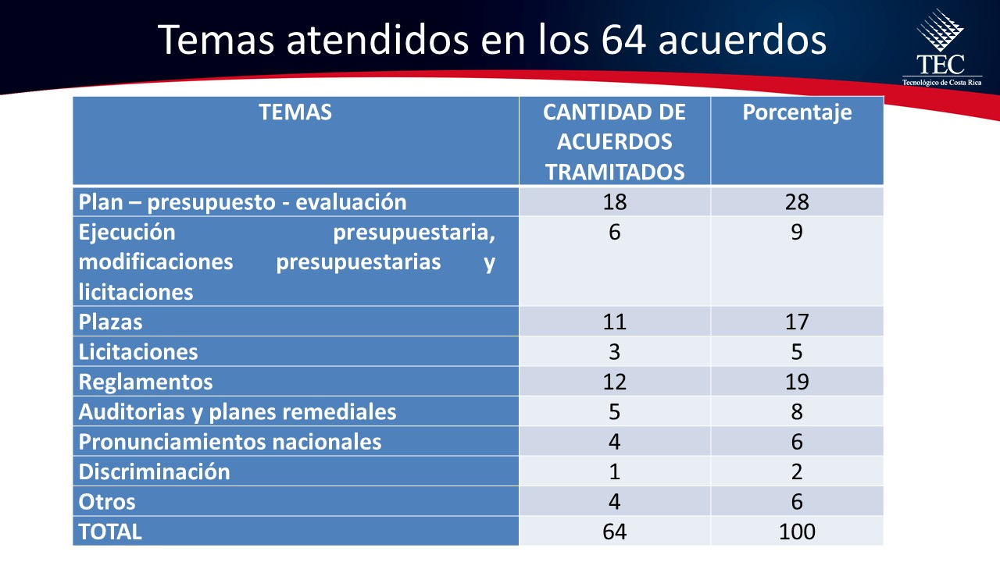 Temas atendidos en los 64 acuerdos
TEC
Tecnológico de Costa Rica
TEMAS
CANTIDAD DE
ACUERDOS
TRAMITADOS
Porcentaje
Plan – presupuesto - evaluación 18 28
Ejecución presupuestaria, 6 9
modificaciones presupuestarias y
licitaciones
Plazas 11 17
Licitaciones 3 5
Reglamentos 12 19
Auditorias y planes remediales 5 8
Pronunciamientos nacionales 4 6
Discriminación 1 2
Otros 4 6
TOTAL 64 100